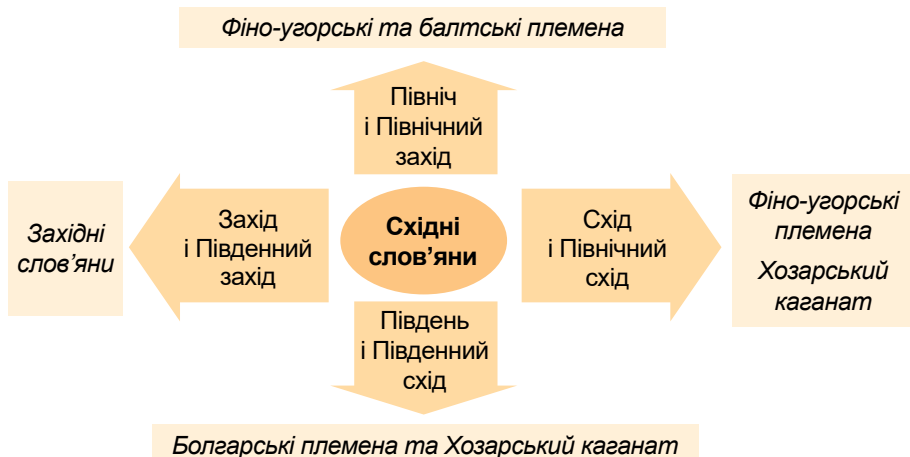 Фіно-угорські та балтські племена
Північ
і Північний
захід
Західні
слов’яни
Захід
і Південний
захід
Східні
слов’яни
Схід
і Північний
схід
Фіно-угорські
племена
Хозарський
каганат
Південь
і Південний
схід
Болгарські племена та Хозарський каганат